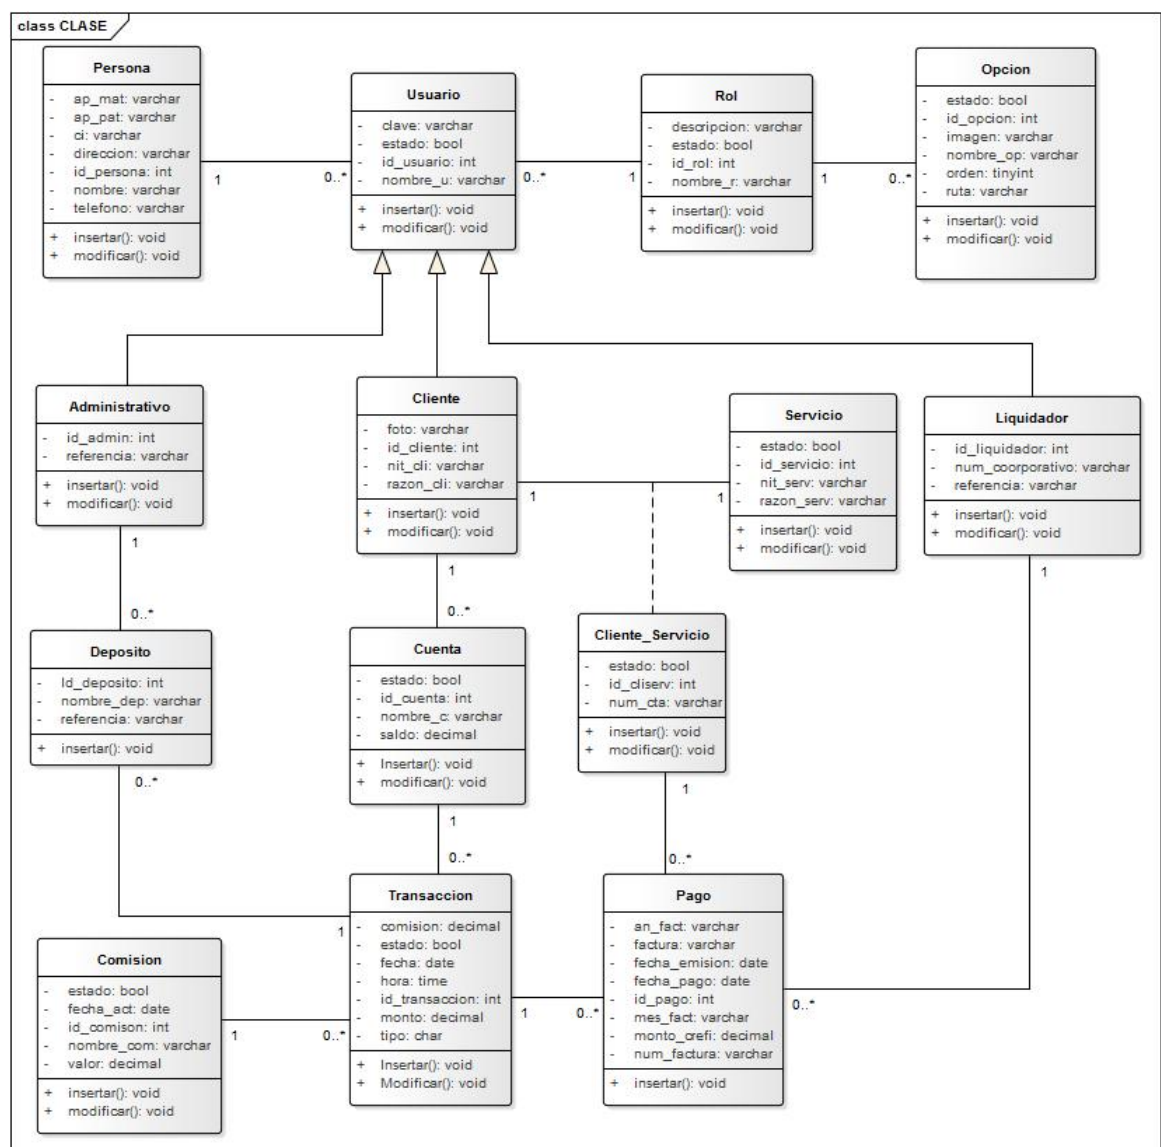 class CLASE
Persona
- ap_mat: varchar
- ap_pat: varchar
- ci: varchar
- direccion: varchar
- id_persona: int
- nombre: varchar
- telefono: varchar
+ insertar(): void
+ modificar(): void
1
0..*
Usuario
- clave: varchar
- estado: bool
- id_usuario: int
- nombre_u: varchar
+ insertar(): void
+ modificar(): void
0..*
1
Rol
- descripcion: varchar
- estado: bool
- id_rol: int
- nombre_r: varchar
+ insertar(): void
+ modificar(): void
1
0..*
Opcion
- estado: bool
- id_opcion: int
- imagen: varchar
- nombre_op: varchar
- orden: tinyint
- ruta: varchar
+ insertar(): void
+ modificar(): void
Administrativo
- id_admin: int
- referencia: varchar
+ insertar(): void
+ modificar(): void
1
0..*
Cliente
- foto: varchar
- id_cliente: int
- nit_cli: varchar
- razon_cli: varchar
+ insertar(): void
+ modificar(): void
1
1
1
0..*
Servicio
- estado: bool
- id_servicio: int
- nit_serv: varchar
- razon_serv: varchar
+ insertar(): void
+ modificar(): void
Liquidador
- id_liquidador: int
- num_coorporativo: varchar
- referencia: varchar
+ insertar(): void
+ modificar(): void
1
Deposito
- Id_deposito: int
- nombre_dep: varchar
- referencia: varchar
+ insertar(): void
0..*
Cuenta
- estado: bool
- id_cuenta: int
- nombre_c: varchar
- saldo: decimal
+ Insertar(): void
+ modificar(): void
1
0..*
Cliente_Servicio
- estado: bool
- id_cliserv: int
- num_cta: varchar
+ insertar(): void
+ modificar(): void
1
0..*
Comision
- estado: bool
- fecha_act: date
- id_comison: int
- nombre_com: varchar
- valor: decimal
+ insertar(): void
+ modificar(): void
1
0..*
1
Transaccion
- comision: decimal
- estado: bool
- fecha: date
- hora: time
- id_transaccion: int
- monto: decimal
- tipo: char
+ Insertar(): void
+ Modificar(): void
1
0..*
Pago
- an_fact: varchar
- factura: varchar
- fecha_emision: date
- fecha_pago: date
- id_pago: int
- mes_fact: varchar
- monto_crefi: decimal
- num_factura: varchar
+ insertar(): void
0..*